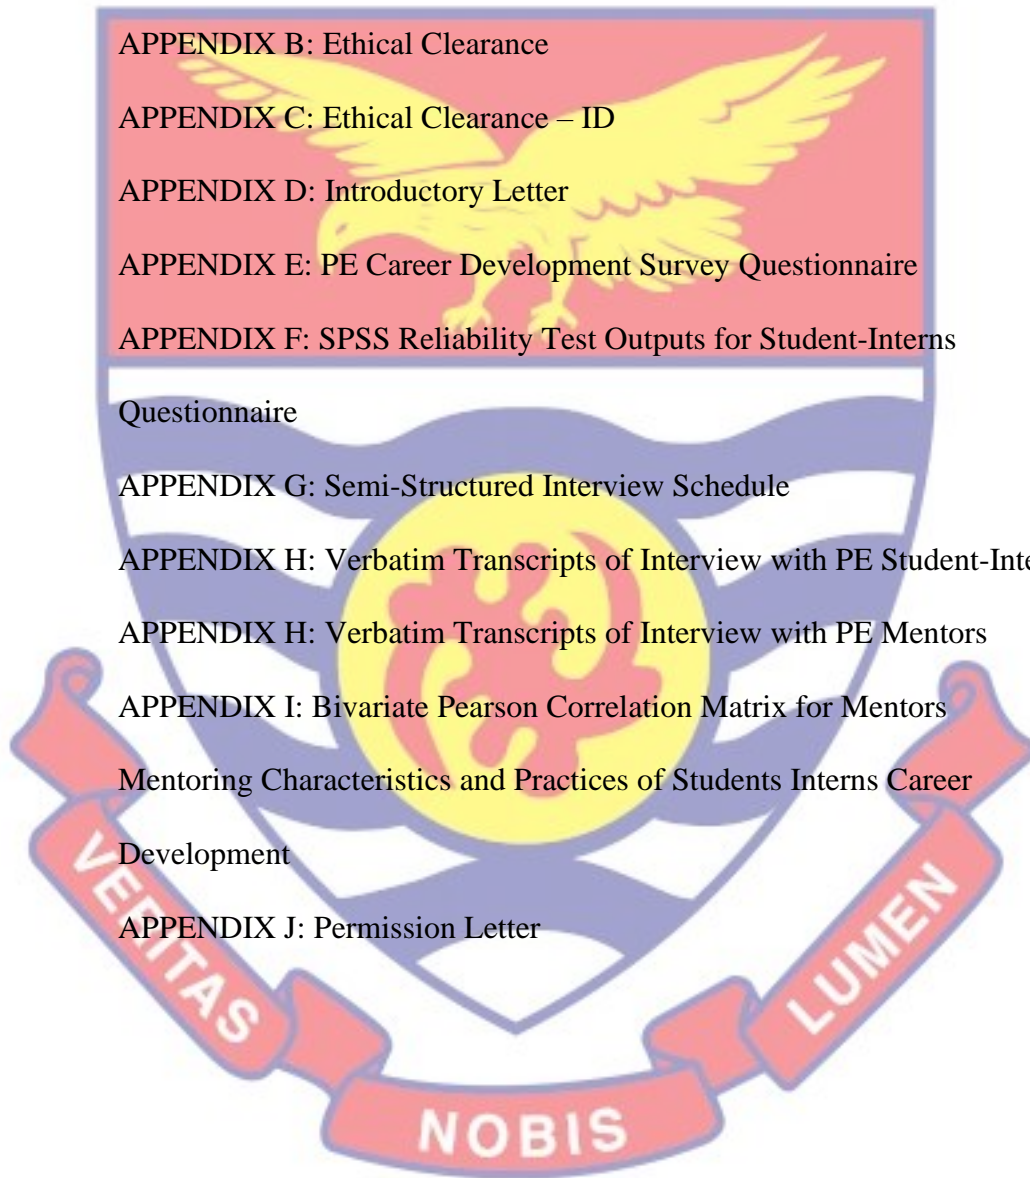 APPENDIX B: Ethical Clearance
APPENDIX C: Ethical Clearance – ID
APPENDIX D: Introductory Letter
APPENDIX E: PE Career Development Survey Questionnaire
APPENDIX F: SPSS Reliability Test Outputs for Student-Interns
Questionnaire
APPENDIX G: Semi-Structured Interview Schedule
APPENDIX H: Verbatim Transcripts of Interview with PE Student-Inte
APPENDIX H: Verbatim Transcripts of Interview with PE Mentors
APPENDIX I: Bivariate Pearson Correlation Matrix for Mentors
Mentoring Characteristics and Practices of Students Interns Career
Development
APPENDIX J: Permission Letter
VERITAS
NOBIS
LUMEN